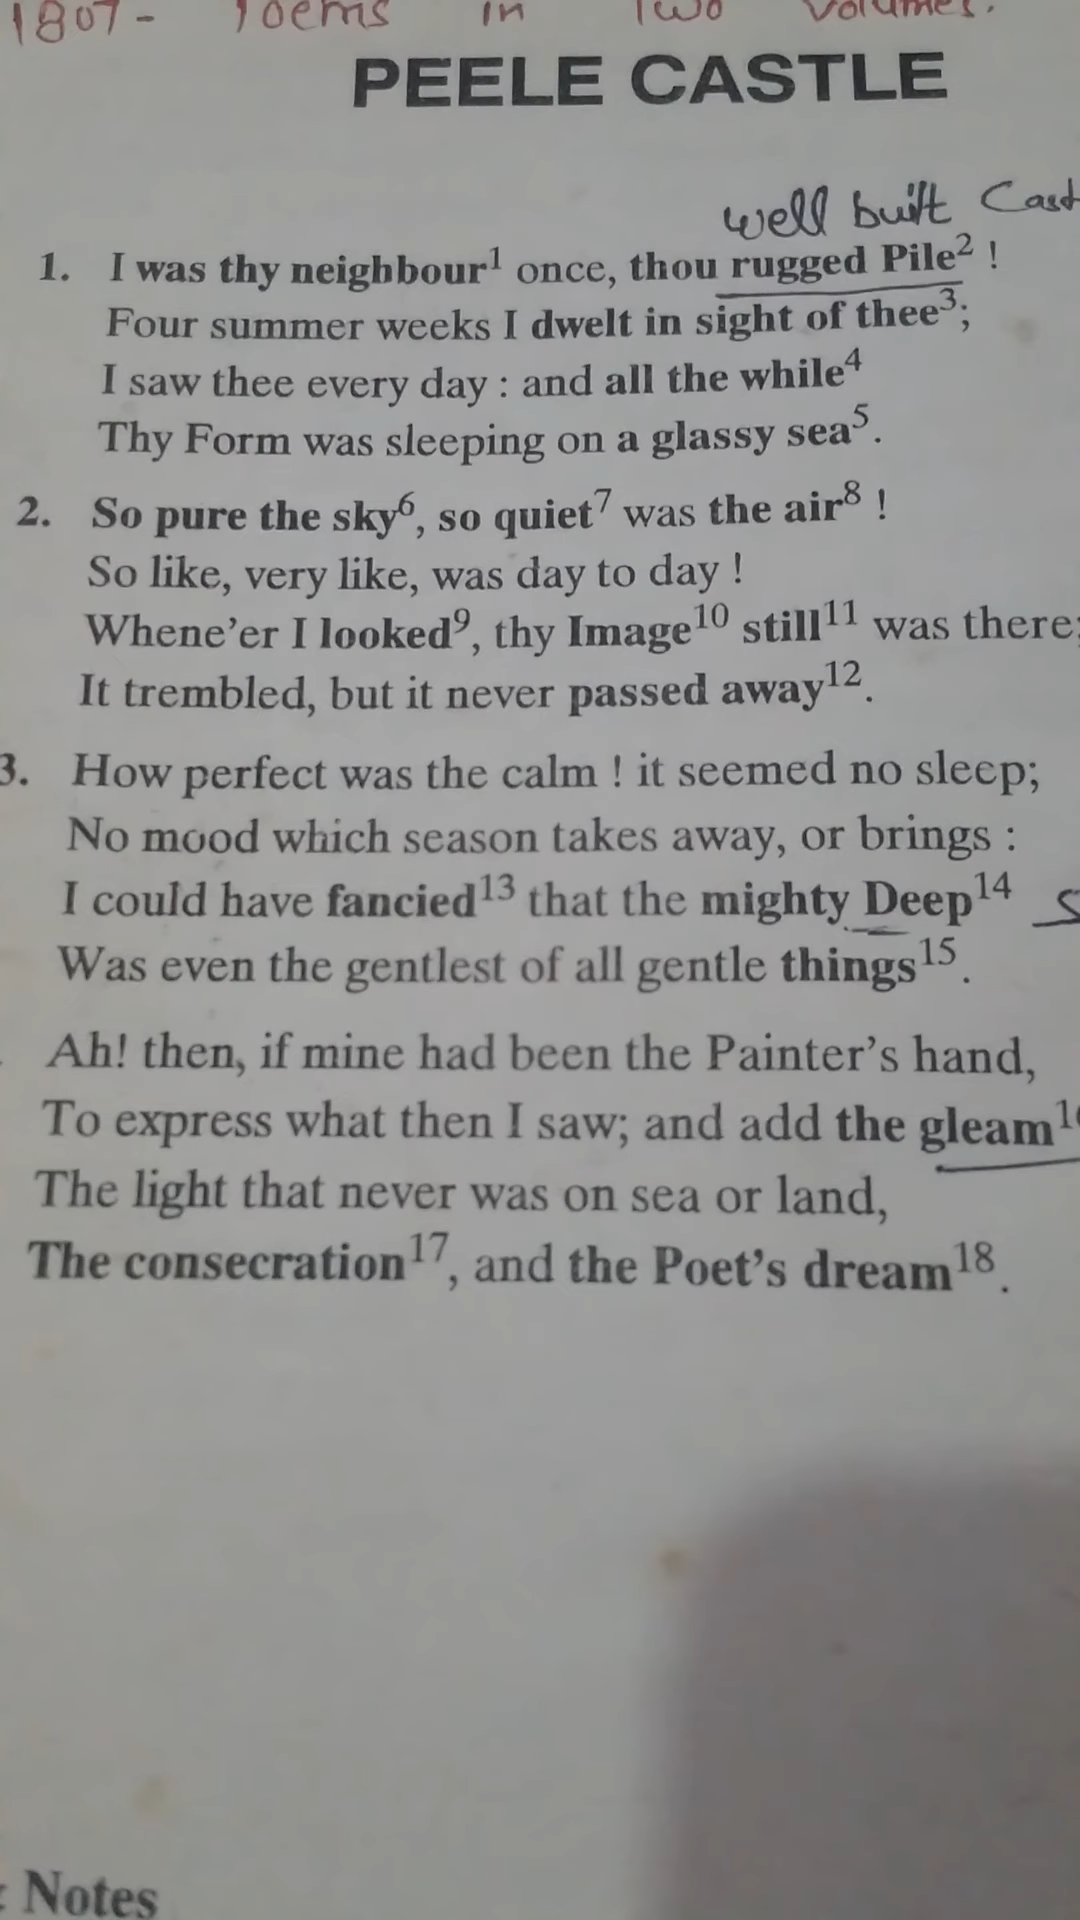 1807- Poems in Two Volumes.
PEELE CASTLE
well built Cast
1. I was thy neighbour1 once, thou rugged Pile2 !
Four summer weeks I dwelt in sight of thee3;
I saw thee every day : and all the while4
Thy Form was sleeping on a glassy sea5.
2. So pure the sky6, so quiet7 was the air8 !
So like, very like, was day to day !
Whene'er I looked9, thy Image10 still11 was there;
It trembled, but it never passed away12.
3. How perfect was the calm ! it seemed no sleep;
No mood which season takes away, or brings :
I could have fancied13 that the mighty Deep14
Was even the gentlest of all gentle things15.
Ah! then, if mine had been the Painter's hand,
To express what then I saw; and add the gleam
The light that never was on sea or land,
The consecration17, and the Poet's dream18.
Notes